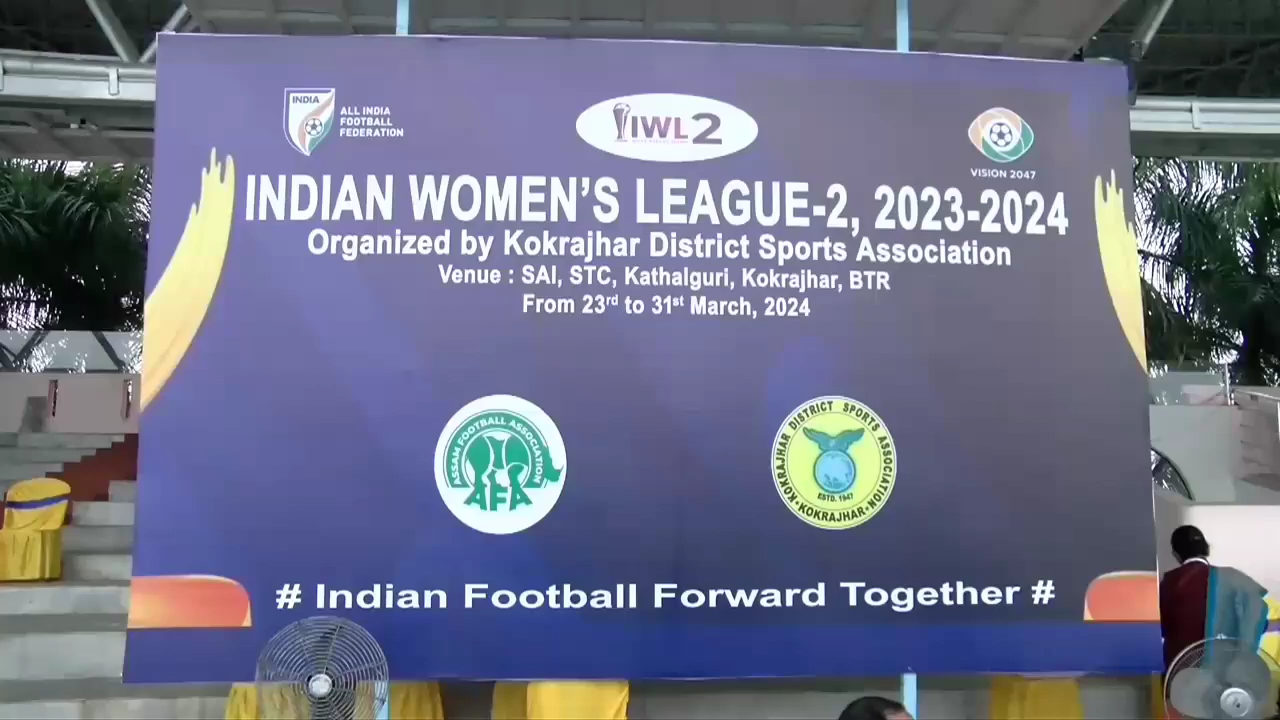 INDIA
ALL INDIA
FOOTBALL
FEDERATION
IWL2
VISION 2047
INDIAN WOMEN'S LEAGUE-2, 2023-2024
Organized by Kokrajhar District Sports Association
Venue : SAI, STC, Kathalguri, Kokrajhar, BTR
From 23rd to 31st March, 2024
ASSAM FOOTBALL ASSOCIATION
AFA
KOKRAJHAR DISTRICT SPORTS ASSOCIATION
ESTD. 1947
KOKRAJHAR
# Indian Football Forward Together #